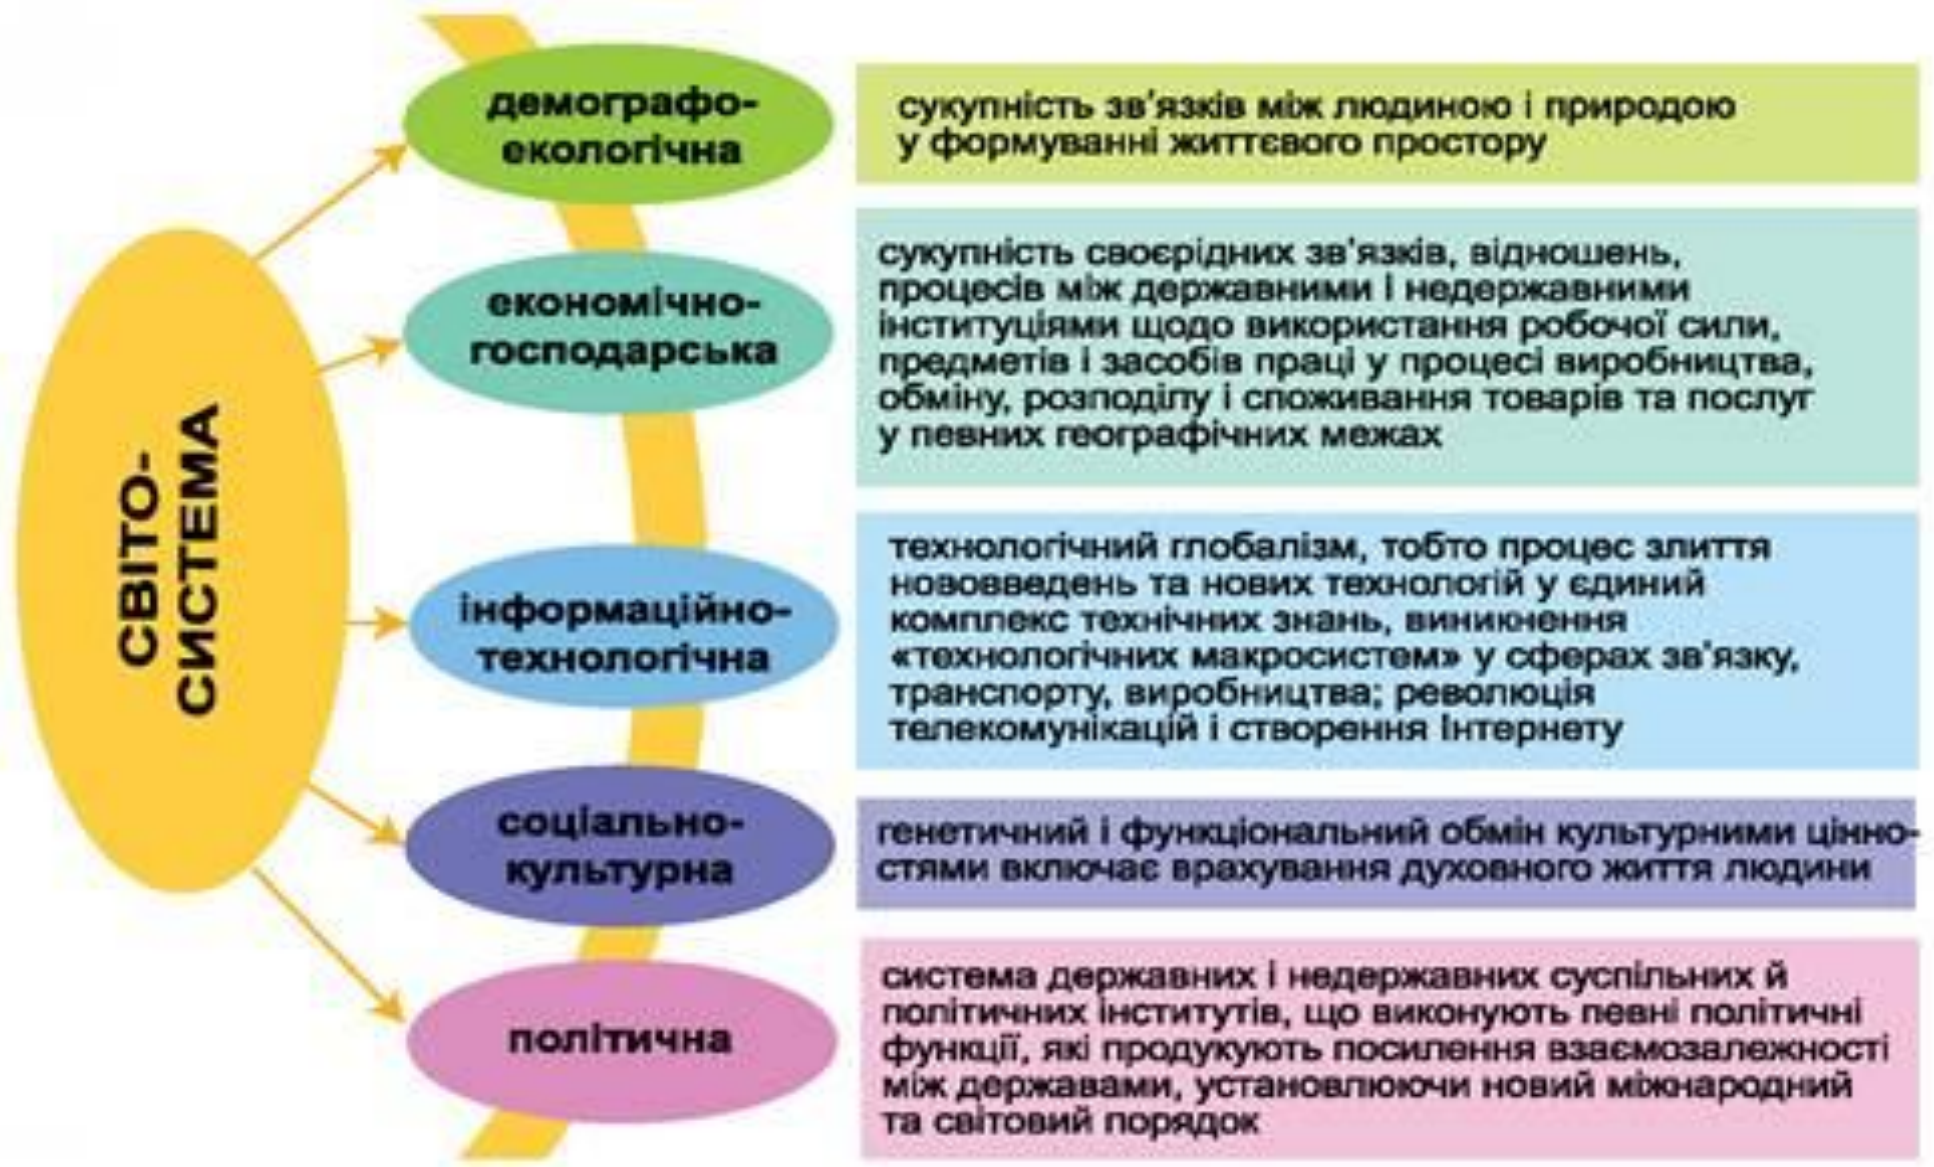 СВІТО-
СИСТЕМА
демографо-
екологічна
сукупність зв'язків між людиною і природою
у формуванні життєвого простору
економічно-
господарська
сукупність своєрідних зв'язків, відношень,
процесів між державними і недержавними
інституціями щодо використання робочої сили,
предметів і засобів праці у процесі виробництва,
обміну, розподілу і споживання товарів та послуг
у певних географічних межах
інформаційно-
технологічна
технологічний глобалізм, тобто процес злиття
нововведень та нових технологій у єдиний
комплекс технічних знань, виникнення
«технологічних макросистем» у сферах зв'язку,
транспорту, виробництва; революція
телекомунікацій і створення Інтернету
соціально-
культурна
генетичний і функціональний обмін культурними цінно-
стями включає врахування духовного життя людини
політична
система державних і недержавних суспільних й
політичних інститутів, що виконують певні політичні
функції, які продукують посилення взаємозалежності
між державами, установлюючи новий міжнародний
та світовий порядок